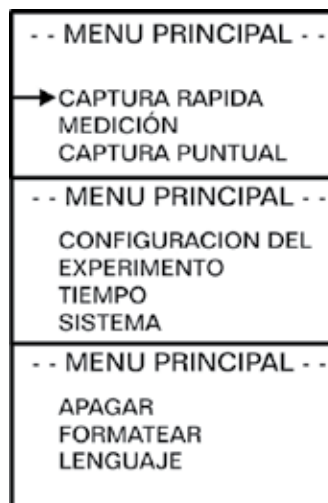 - - MENU PRINCIPAL - -
CAPTURA RAPIDA
MEDICIÓN
CAPTURA PUNTUAL
- - MENU PRINCIPAL - -
CONFIGURACION DEL
EXPERIMENTO
TIEMPO
SISTEMA
- - MENU PRINCIPAL - -
APAGAR
FORMATEAR
LENGUAJE